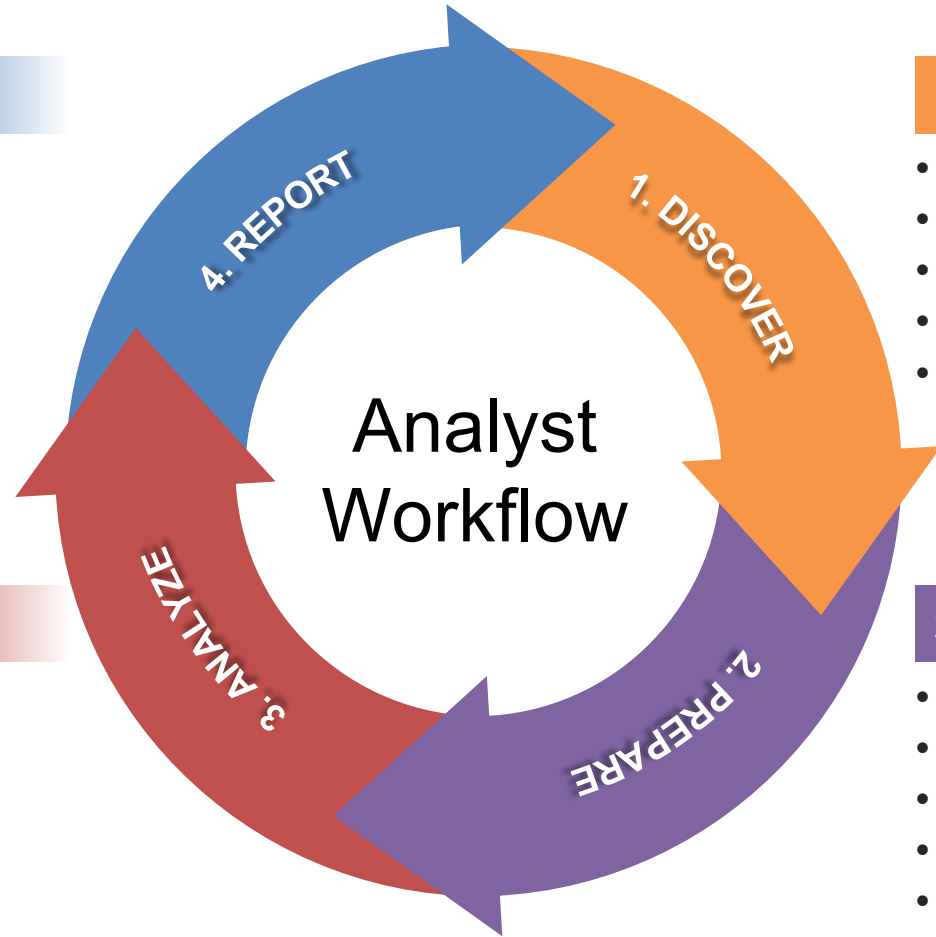 4. REPORT
1. DISCOVER
Analyst
Workflow
3. ANALYZE
2. PREPARE